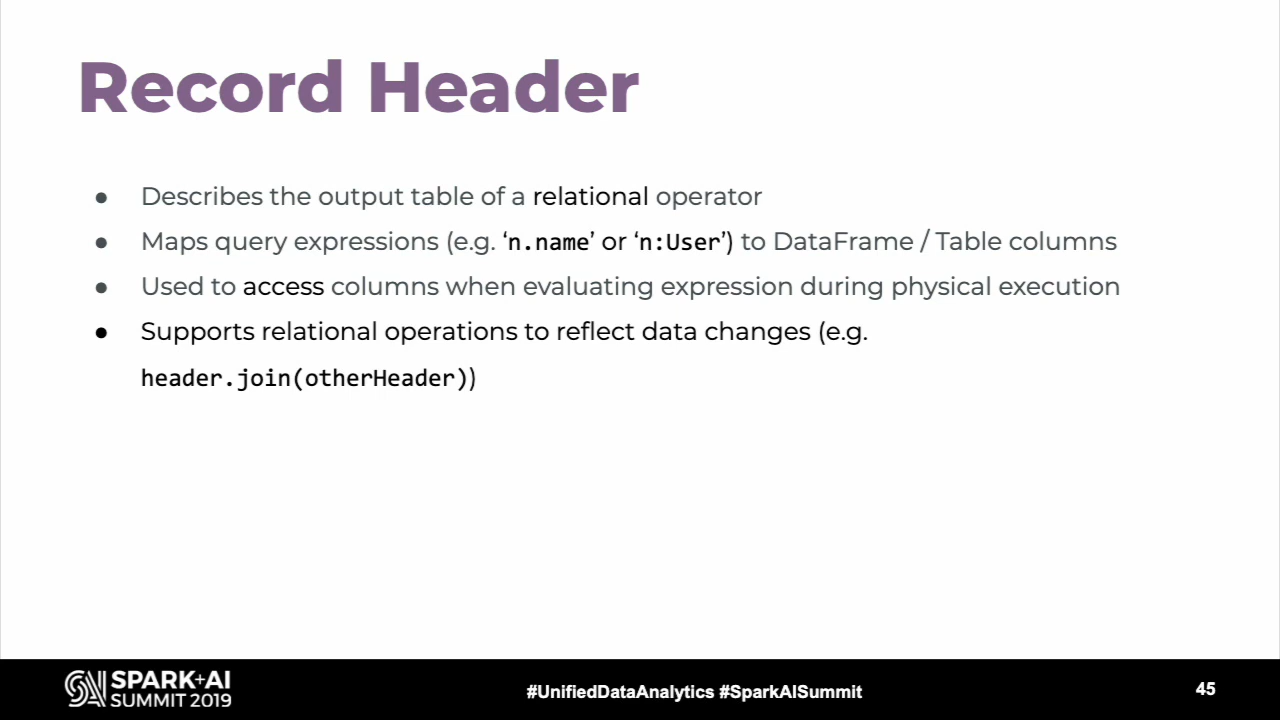 Record Header
● Describes the output table of a relational operator
● Maps query expressions (e.g. ‘n.name’ or ‘n:User’) to DataFrame / Table columns
● Used to access columns when evaluating expression during physical execution
● Supports relational operations to reflect data changes (e.g.
header.join(otherHeader))
SPARK+AI
SUMMIT 2019
#UnifiedDataAnalytics #SparkAISummit
45